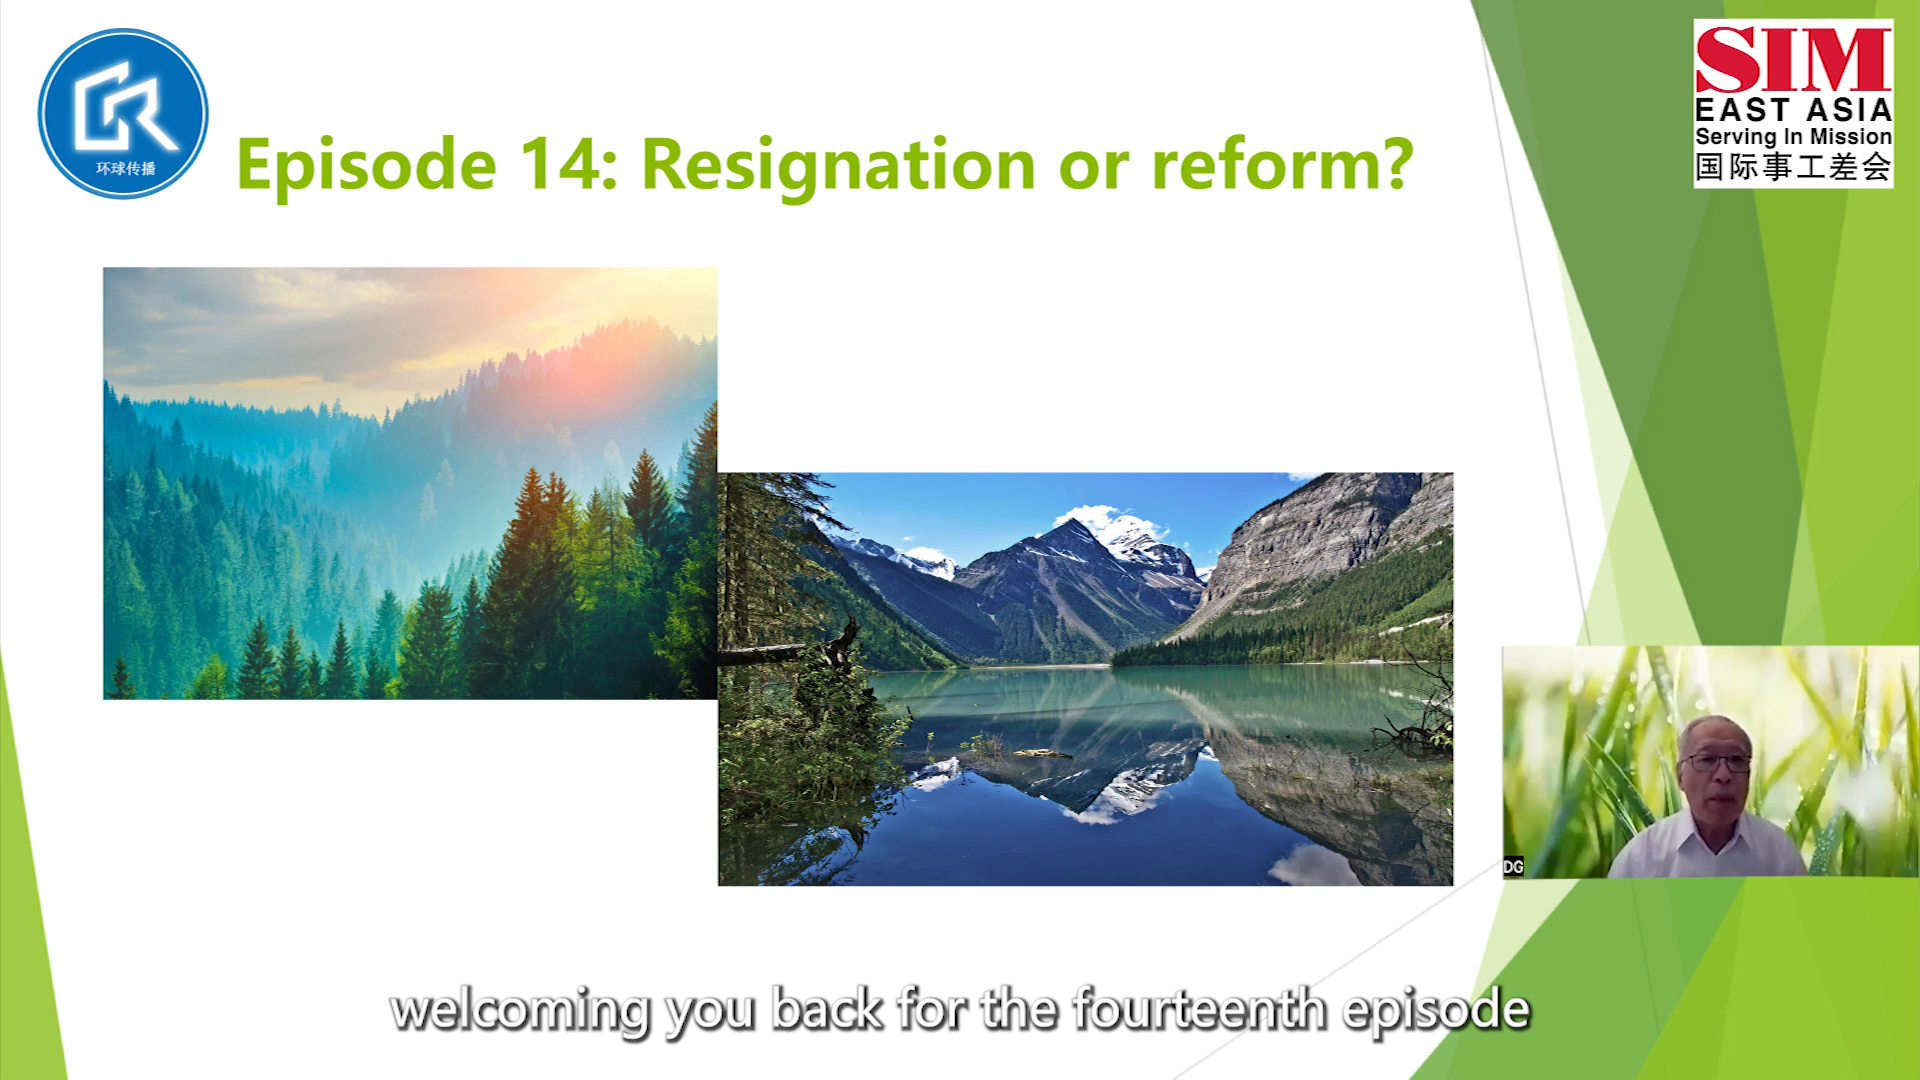 环球传播
Episode 14: Resignation or reform?
SIM
EAST ASIA
Serving In Mission
国际事工差会
DG
welcoming you back for the fourteenth episode